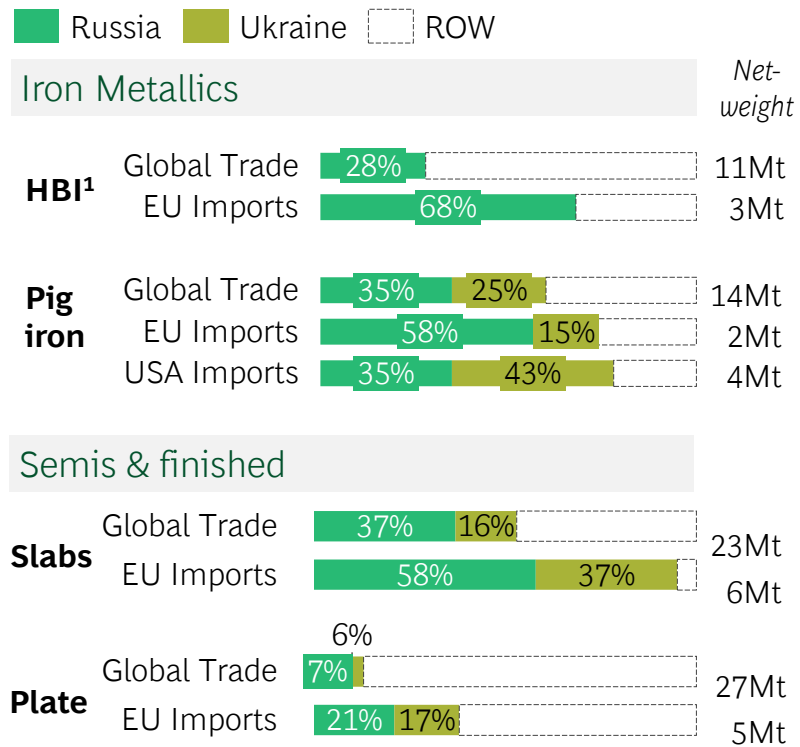 Russia Ukraine ROW
Iron Metallics
Net-
weight
HBI¹
Global Trade 28% 11Mt
EU Imports 68% 3Mt
Pig
iron
Global Trade 35% 25% 14Mt
EU Imports 58% 15% 2Mt
USA Imports 35% 43% 4Mt
Semis & finished
Slabs
Global Trade 37% 16% 23Mt
EU Imports 58% 37% 6Mt
Plate
6%
Global Trade 7% 27Mt
EU Imports 21% 17% 5Mt